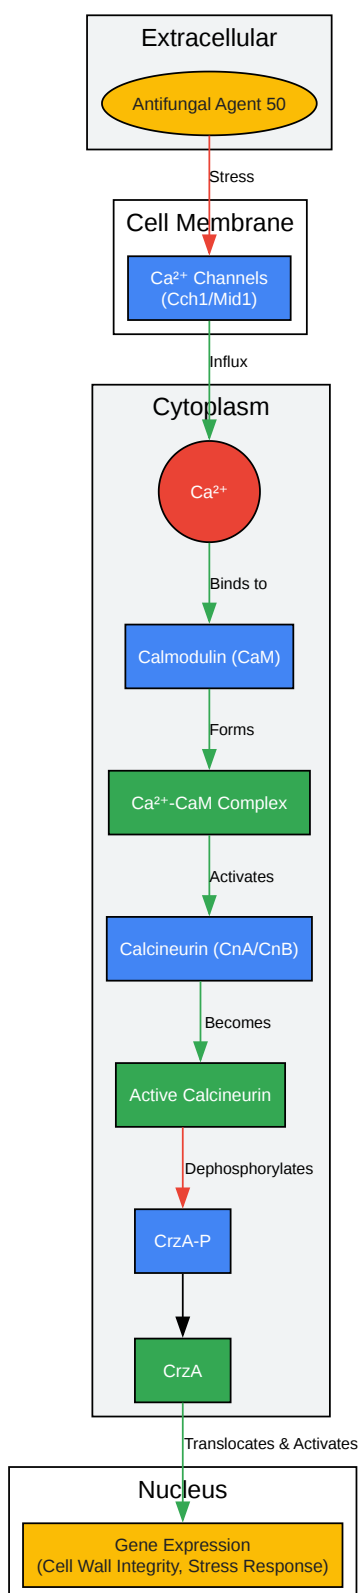 Extracellular
Antifungal Agent 50
Stress
Cell Membrane
Ca²⁺ Channels
(Cch1/Mid1)
Influx
Cytoplasm
Ca²⁺
Binds to
Calmodulin (CaM)
Forms
Ca²⁺-CaM Complex
Activates
Calcineurin (CnA/CnB)
Becomes
Active Calcineurin
Dephosphorylates
CrzA-P
CrzA
Translocates & Activates
Nucleus
Gene Expression
(Cell Wall Integrity, Stress Response)